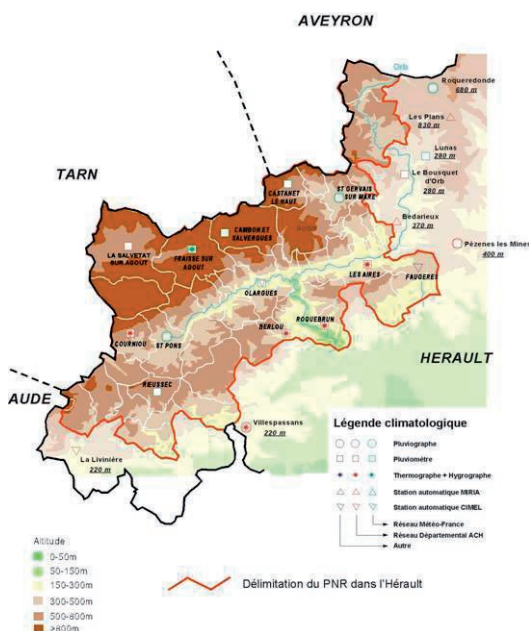 AVEYRON
Orb
Roqueredonde
680 m
Les Plans
830 m
TARN
Lunas
280 m
Le Bousquet
d'Orb
280 m
CASTANET
LE HAUT
ST GERVAIS
SUR MARE
Bédarieux
370 m
LA SALVETAT
SUR AGOUT
FRAISSE SUR
AGOUT
CAMBON ET
SALVERGUES
Pézenes les Mines
400 m
LES AIRES
FAUGERES
OLARGUES
ROQUEBRUN
COURNIOU
ST PONS
BERLOU
HERAULT
AUDE
RIEUSSEC
Villespassans
220 m
La Livinière
220 m
Légende climatologique
Pluviographe
Pluviomètre
Thermographe + Hygrographe
Station automatique MIRIA
Station automatique CIMEL
Réseau Météo-France
Réseau Départemental ACH
Autre
Altitude
0-50m
50-150m
150-300m
300-500m
500-800m
>800m
Délimitation du PNR dans l'Hérault